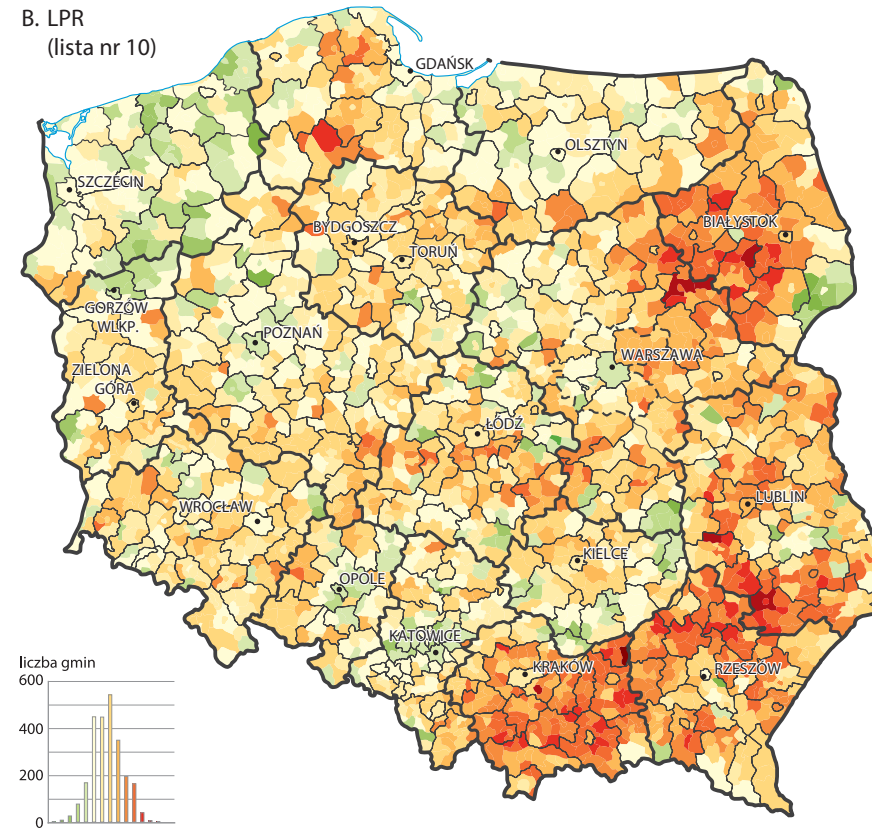 B. LPR
(lista nr 10)
GDAŃSK
OLSZTYN
SZCZECIN
BIAŁYSTOK
BYDGOSZCZ
TORUŃ
GORZÓW
WLKP.
POZNAŃ
WARSZAWA
ZIELONA
GÓRA
ŁÓDŹ
WROCŁAW
LUBLIN
KIELCE
OPOLE
KATOWICE
KRAKÓW
RZESZÓW
liczba gmin
600
400
200
0